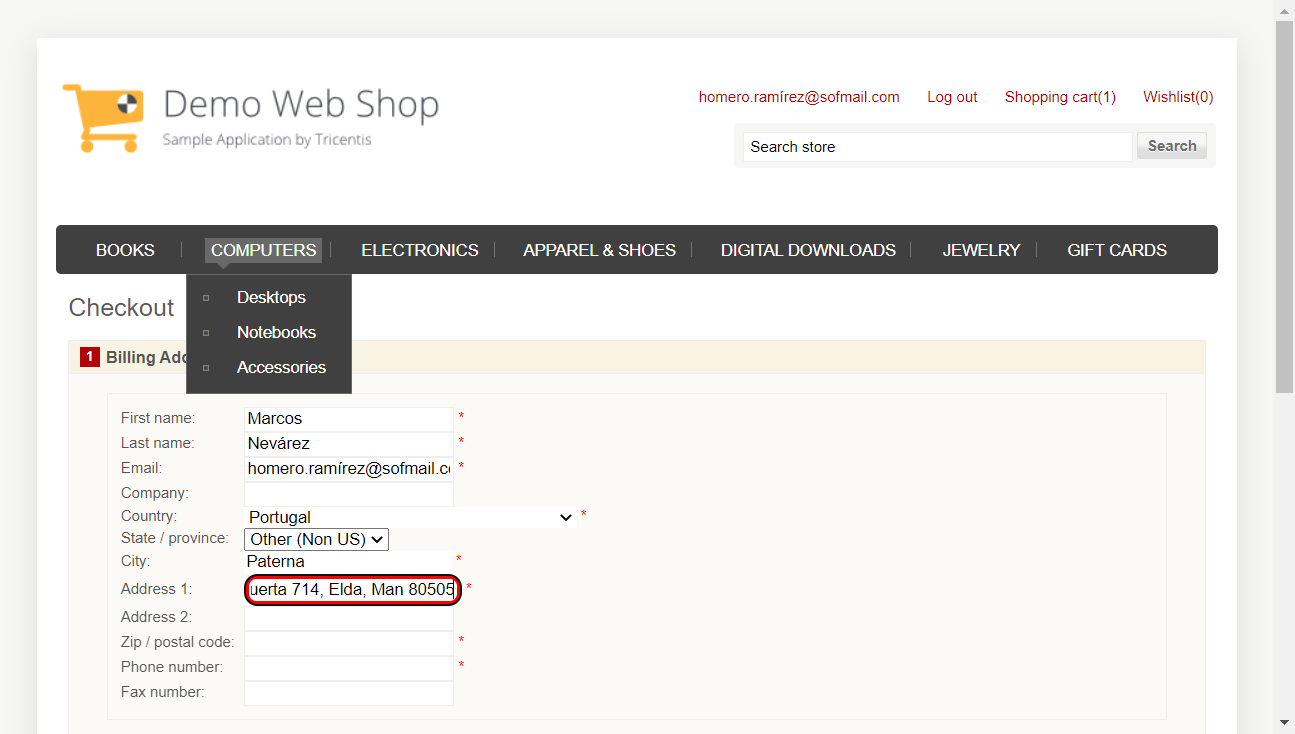 Demo Web Shop
Sample Application by Tricentis
homero.ramírez@sofmail.com Log out Shopping cart(1) Wishlist(0)
Search store Search
BOOKS COMPUTERS ELECTRONICS APPAREL & SHOES DIGITAL DOWNLOADS JEWELRY GIFT CARDS
Desktops
Notebooks
Accessories
Checkout
1 Billing
First name: Marcos *
Last name: Nevárez *
Email: homero.ramírez@sofmail.c *
Company:
Country: Portugal *
State / province: Other (Non US)
City: Paterna *
Address 1: uerta 714, Elda, Man 80505 *
Address 2:
Zip / postal code: *
Phone number: *
Fax number: